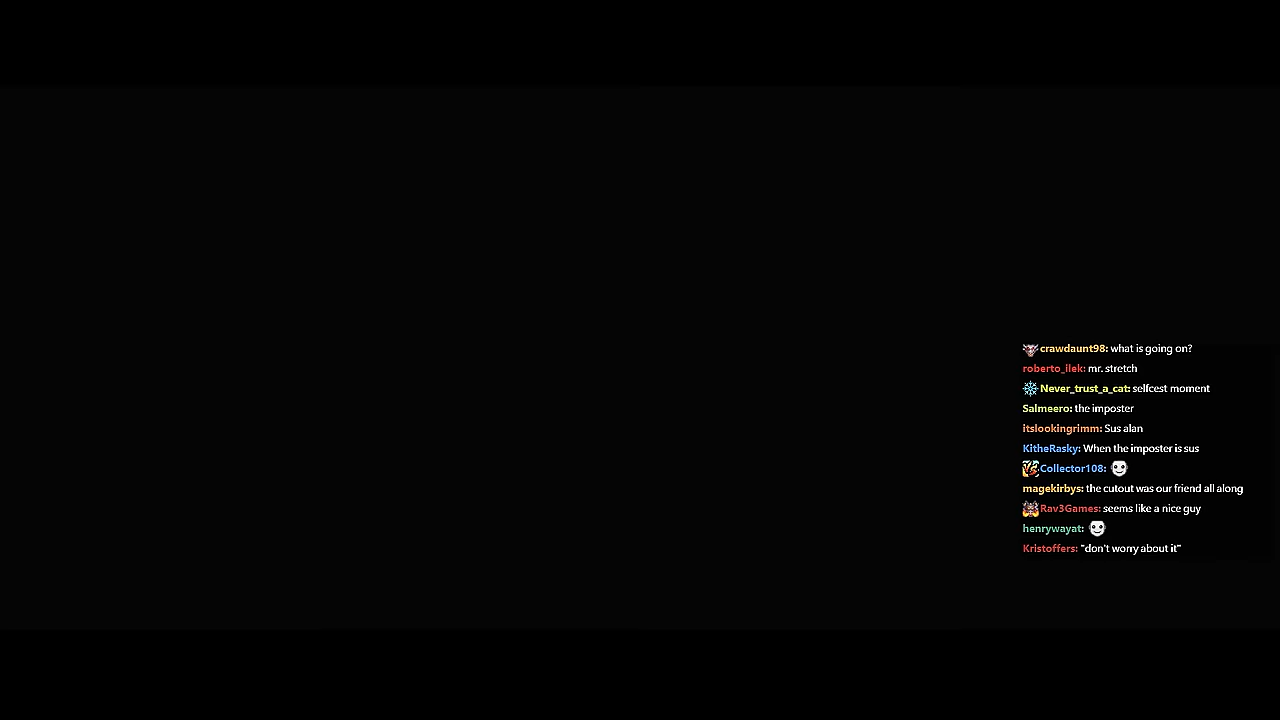 crawdaunt98: what is going on?
roberto_ilek: mr. stretch
Never_trust_a_cat: selfcest moment
Salmeero: the imposter
itslookingrimm: Sus alan
KitheRasky: When the imposter is sus
Collector108:
magekirbys: the cutout was our friend all along
Rav3Games: seems like a nice guy
henrywayat:
Kristoffers: "don't worry about it"